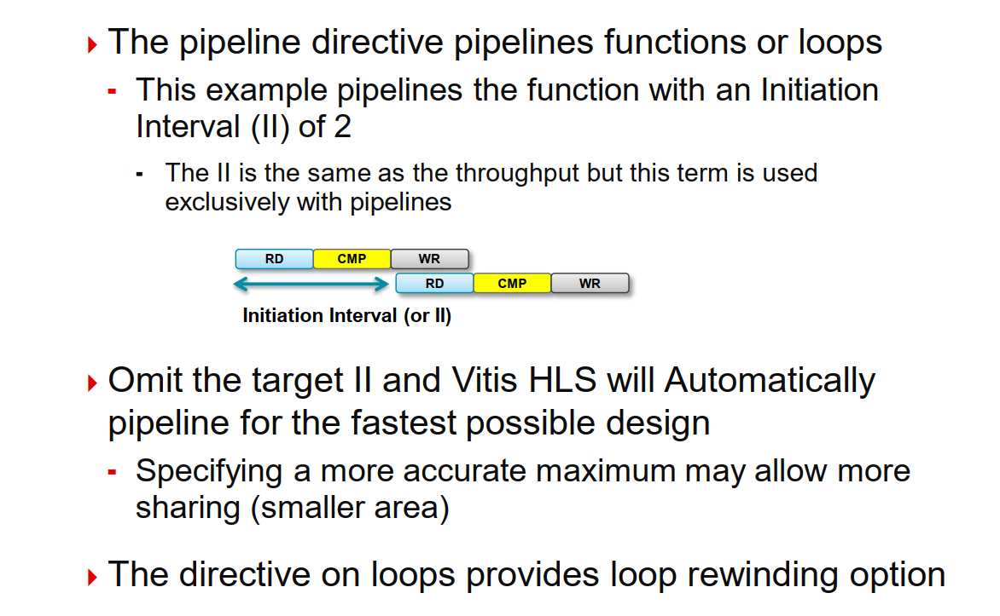 The pipeline directive pipelines functions or loops
- This example pipelines the function with an Initiation
Interval (II) of 2
- The II is the same as the throughput but this term is used
exclusively with pipelines
RD CMP WR
RD CMP WR
Initiation Interval (or II)
Omit the target II and Vitis HLS will Automatically
pipeline for the fastest possible design
- Specifying a more accurate maximum may allow more
sharing (smaller area)
The directive on loops provides loop rewinding option